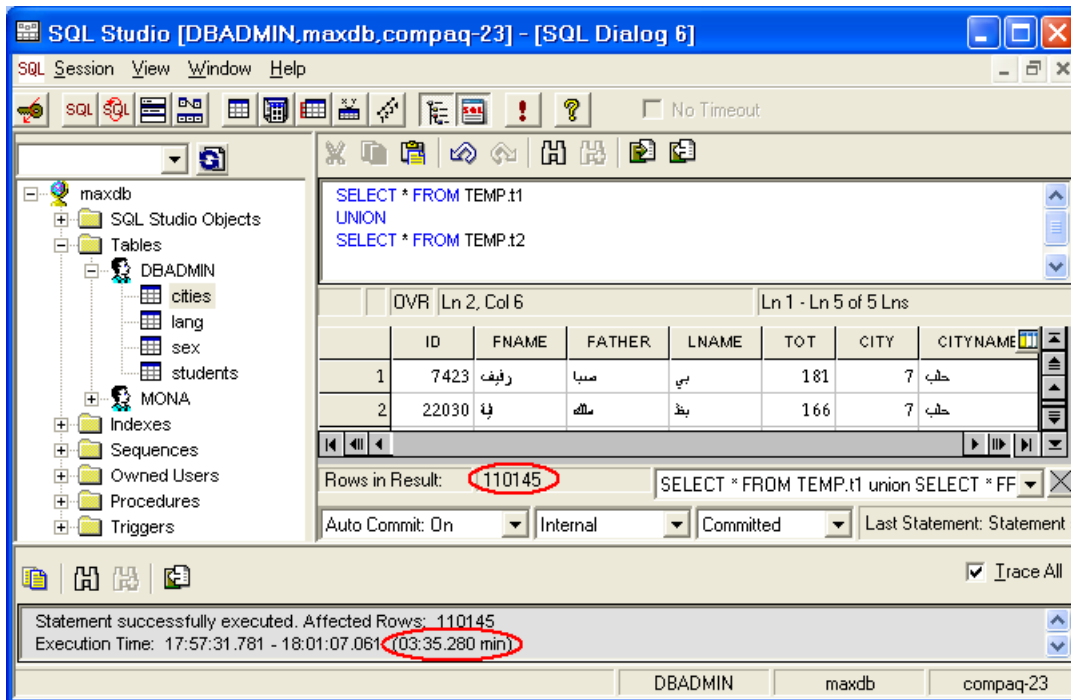 SQL Studio [DBADMIN,maxdb,compaq-23] - [SQL Dialog 6]
SQL Session View Window Help
SQL SQL SQL No Timeout
maxdb
SQL Studio Objects
Tables
DBADMIN
cities
lang
sex
students
MONA
Indexes
Sequences
Owned Users
Procedures
Triggers
SELECT * FROM TEMP.t1
UNION
SELECT * FROM TEMP.t2
OVR Ln 2, Col 6 Ln 1 - Ln 5 of 5 Lns
ID FNAME FATHER LNAME TOT CITY CITYNAME
1 7423 رفيف صبا بي 181 7 حلب
2 22030 ملك 166 7 حلب
Rows in Result: 110145 SELECT * FROM TEMP.t1 union SELECT * FF
Auto Commit: On Internal Committed Last Statement: Statement
Trace All
Statement successfully executed. Affected Rows: 110145
Execution Time: 17:57:31.781 - 18:01:07.061 (03:35.280 min)
DBADMIN maxdb compaq-23